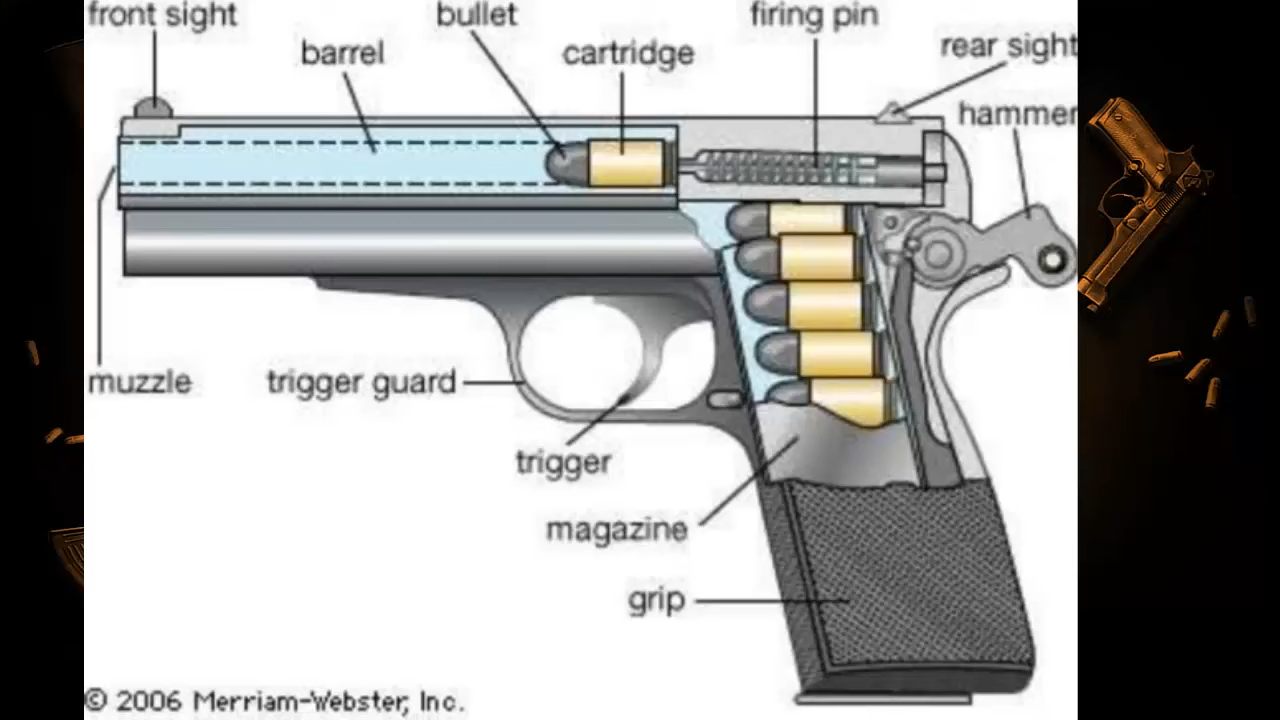 front sight
bullet
firing pin
barrel
cartridge
rear sight
hammer
muzzle
trigger guard
trigger
magazine
grip
© 2006 Merriam-Webster, Inc.